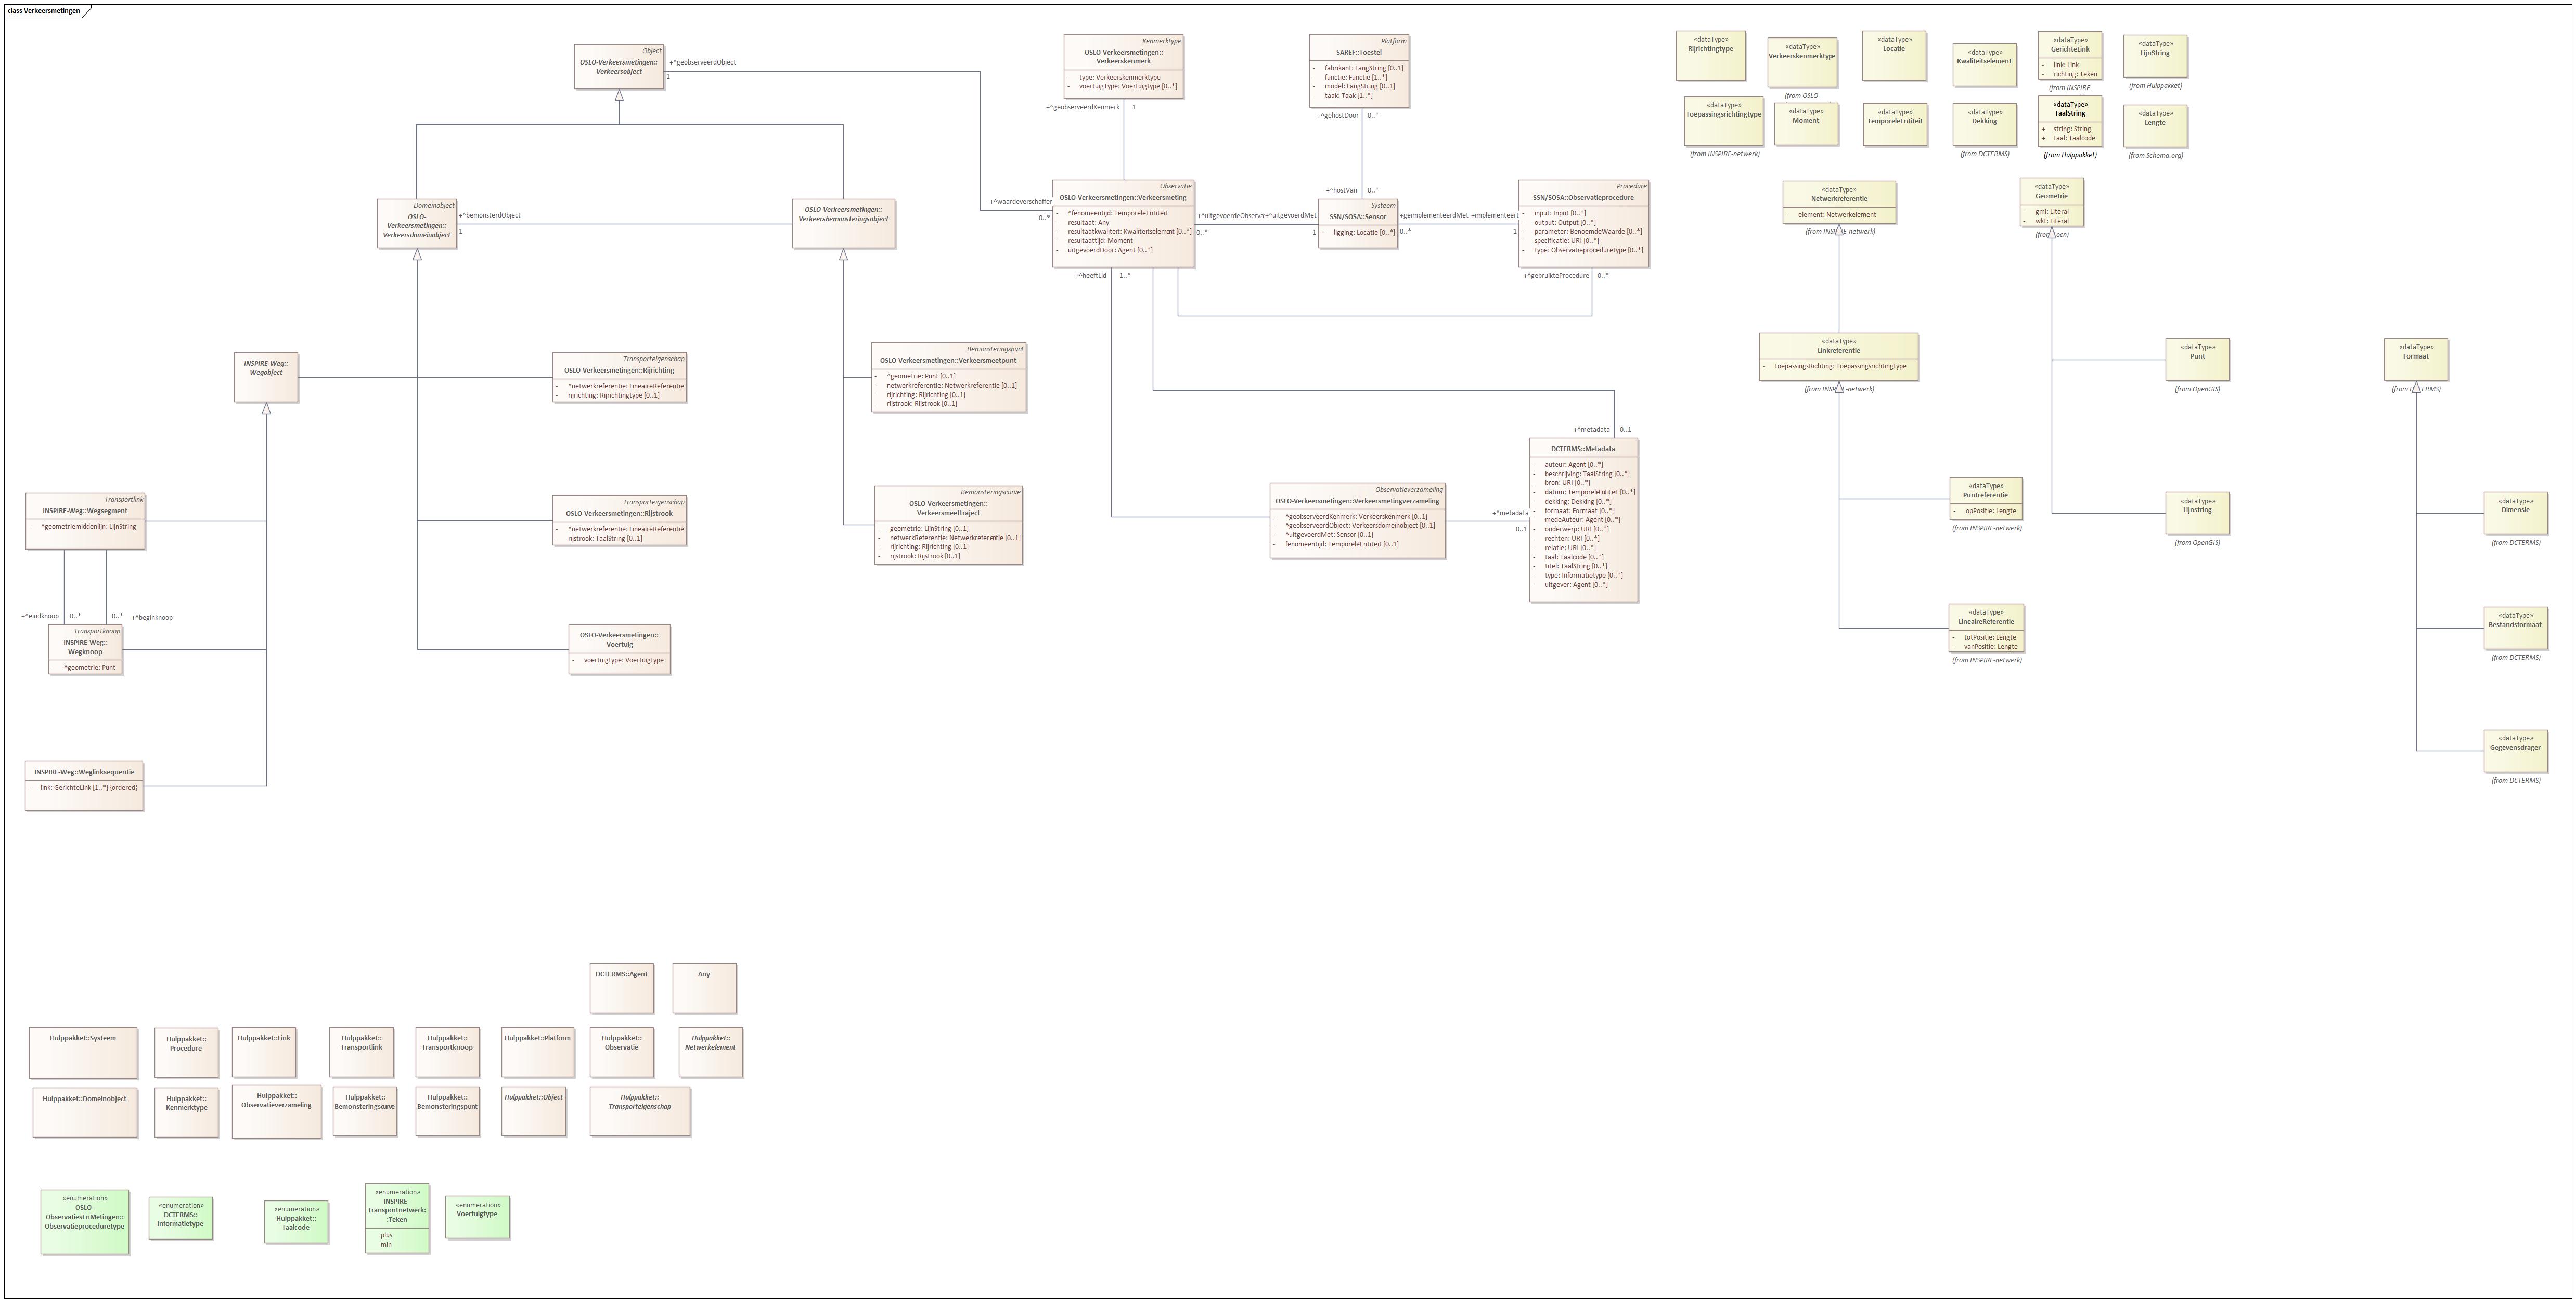 class Verkeersmetingen
Object
OSLO-Verkeersmetingen::
Verkeersobject
+^geobserveerdObject
1
Kenmerktype
OSLO-Verkeersmetingen::
Verkeerskenmerk
- type: Verkeerskenmerktype
- voertuigType: Voertuigtype [0..*]
+^geobserveerdKenmerk
1
Platform
SAREF::Toestel
- fabrikant: LangString [0..1]
- functie: Functie [1..*]
- model: LangString [0..1]
- taak: Taak [1..*]
+^gehostDoor
0..*
+^hostVan
0..*
Domeinobject
OSLO-
Verkeersmetingen::
Verkeersdomeinobject
+^bemonsterdObject
1
OSLO-Verkeersmetingen::
Verkeersbemonsteringsobject
+^waardeverschaffer
0..*
Observatie
OSLO-Verkeersmetingen::Verkeersmeting
- ^fenomeentijd: TemporeleEntiteit
- resultaat: Any
- resultaatkwaliteit: Kwaliteitselement [0..*]
- resultaattijd: Moment
- uitgevoerdDoor: Agent [0..*]
+^uitgevoerdeObserva
+^uitgevoerdMet
0..*
1
Systeem
SSN/SOSA::Sensor
- ligging: Locatie [0..*]
+geïmplementeerdMet
+implementeert
0..*
1
Procedure
SSN/SOSA::Observatieprocedure
- input: Input [0..*]
- output: Output [0..*]
- parameter: BenoemdeWaarde [0..*]
- specificatie: URI [0..*]
- type: Observatieproceduretype [0..*]
+^heeftLid
1..*
+^gebruikteProcedure
0..*
INSPIRE-Weg::
Wegobject
Transporteigenschap
OSLO-Verkeersmetingen::Rijrichting
- ^netwerkreferentie: LineaireReferentie
- rijrichting: Rijrichtingtype [0..1]
Bemonsteringspunt
OSLO-Verkeersmetingen::Verkeersmeetpunt
- ^geometrie: Punt [0..1]
- netwerkreferentie: Netwerkreferentie [0..1]
- rijrichting: Rijrichting [0..1]
- rijstrook: Rijstrook [0..1]
Transportlink
INSPIRE-Weg::Wegsegment
- ^geometriemiddenlijn: LijnString
Transporteigenschap
OSLO-Verkeersmetingen::Rijstrook
- ^netwerkreferentie: LineaireReferentie
- rijstrook: TaalString [0..1]
Bemonsteringscurve
OSLO-Verkeersmetingen::
Verkeersmeettraject
- geometrie: LijnString [0..1]
- netwerkReferentie: Netwerkreferentie [0..1]
- rijrichting: Rijrichting [0..1]
- rijstrook: Rijstrook [0..1]
Observatieverzameling
OSLO-Verkeersmetingen::Verkeersmetingverzameling
- ^geobserveerdKenmerk: Verkeerskenmerk [0..1]
- ^geobserveerdObject: Verkeersdomeinobject [0..1]
- ^uitgevoerdMet: Sensor [0..1]
- fenomeentijd: TemporeleEntiteit [0..1]
+^metadata
0..1
+^metadata
0..1
DCTERMS::Metadata
- auteur: Agent [0..*]
- beschrijving: TaalString [0..*]
- bron: URI [0..*]
- datum: TemporeleEntiteit [0..*]
- dekking: Dekking [0..*]
- formaat: Formaat [0..*]
- medeAuteur: Agent [0..*]
- onderwerp: URI [0..*]
- rechten: URI [0..*]
- relatie: URI [0..*]
- taal: Taalcode [0..*]
- titel: TaalString [0..*]
- type: Informatietype [0..*]
- uitgever: Agent [0..*]
+^eindknoop
0..*
0..*
+^beginknoop
Transportknoop
INSPIRE-Weg::
Wegknoop
- ^geometrie: Punt
OSLO-Verkeersmetingen::
Voertuig
- voertuigtype: Voertuigtype
INSPIRE-Weg::Weglinksequentie
- link: GerichteLink [1..*] {ordered}
«dataType»
Rijrichtingtype
«dataType»
Verkeerskenmerktype
(from OSLO-
«dataType»
Locatie
«dataType»
Kwaliteitselement
«dataType»
GerichteLink
- link: Link
- richting: Teken
(from INSPIRE-
«dataType»
LijnString
(from Hulppakket)
«dataType»
Toepassingsrichtingtype
(from INSPIRE-netwerk)
«dataType»
Moment
«dataType»
TemporeleEntiteit
«dataType»
Dekking
(from DCTERMS)
«dataType»
TaalString
+ string: String
+ taal: Taalcode
(from Hulppakket)
«dataType»
Lengte
(from Schema.org)
«dataType»
Netwerkreferentie
- element: Netwerkelement
«dataType»
Geometrie
- gml: Literal
- wkt: Literal
«dataType»
Linkreferentie
- toepassingsRichting: Toepassingsrichtingtype
«dataType»
Punt
(from OpenGIS)
«dataType»
Formaat
«dataType»
Puntreferentie
- opPositie: Lengte
(from INSPIRE-netwerk)
«dataType»
Lijnstring
(from OpenGIS)
«dataType»
Dimensie
(from DCTERMS)
«dataType»
LineaireReferentie
- totPositie: Lengte
- vanPositie: Lengte
(from INSPIRE-netwerk)
«dataType»
Bestandsformaat
(from DCTERMS)
«dataType»
Gegevensdrager
(from DCTERMS)
DCTERMS::Agent
Any
Hulppakket::Systeem
Hulppakket::
Procedure
Hulppakket::Link
Hulppakket::
Transportlink
Hulppakket::
Transportknoop
Hulppakket::Platform
Hulppakket::
Observatie
Hulppakket::
Netwerkelement
Hulppakket::Domeinobject
Hulppakket::
Kenmerktype
Hulppakket::
Observatieverzameling
Hulppakket::
Bemonsteringscurve
Hulppakket::
Bemonsteringspunt
Hulppakket::Object
Hulppakket::
Transporteigenschap
«enumeration»
OSLO-
ObservatiesEnMetingen::
Observatieproceduretype
«enumeration»
DCTERMS::
Informatietype
«enumeration»
Hulppakket::
Taalcode
«enumeration»
INSPIRE-
Transportnetwerk:
:Teken
plus
min
«enumeration»
Voertuigtype